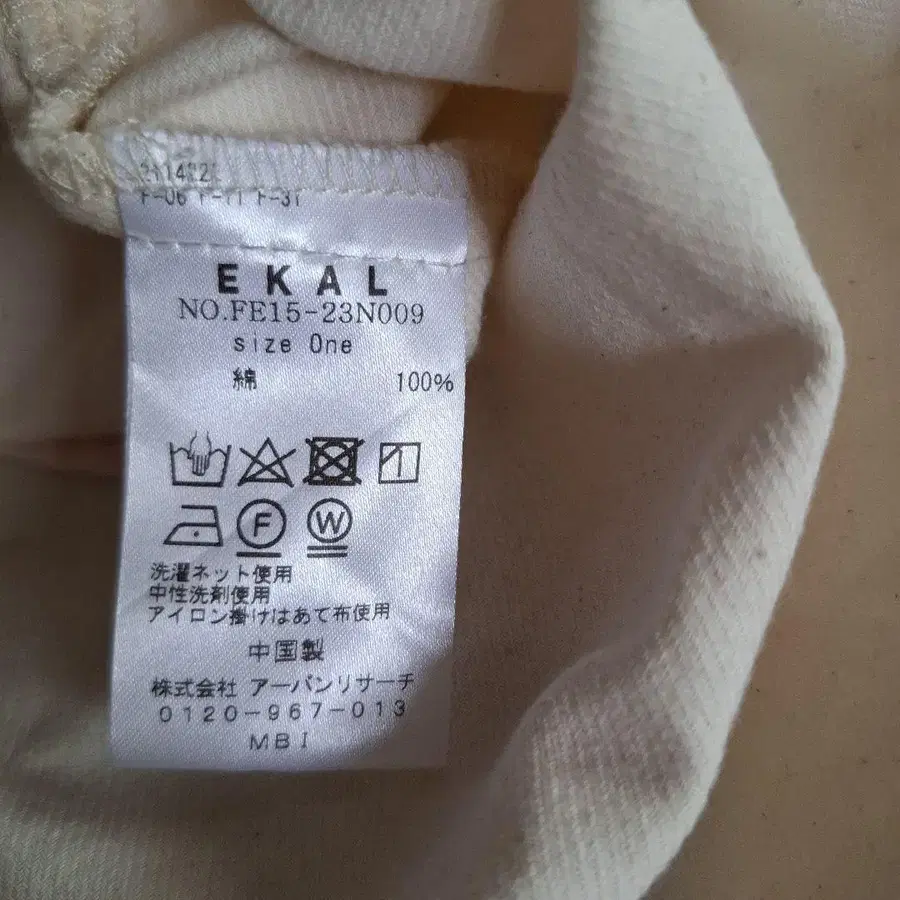 EKAL
NO.FE15-23N009
size One
綿 100%
F
W
洗濯ネット使用
中性洗剤使用
アイロン掛けはあて布使用
中国製
株式会社 アーバンリサーチ
0120-967-013
MBI